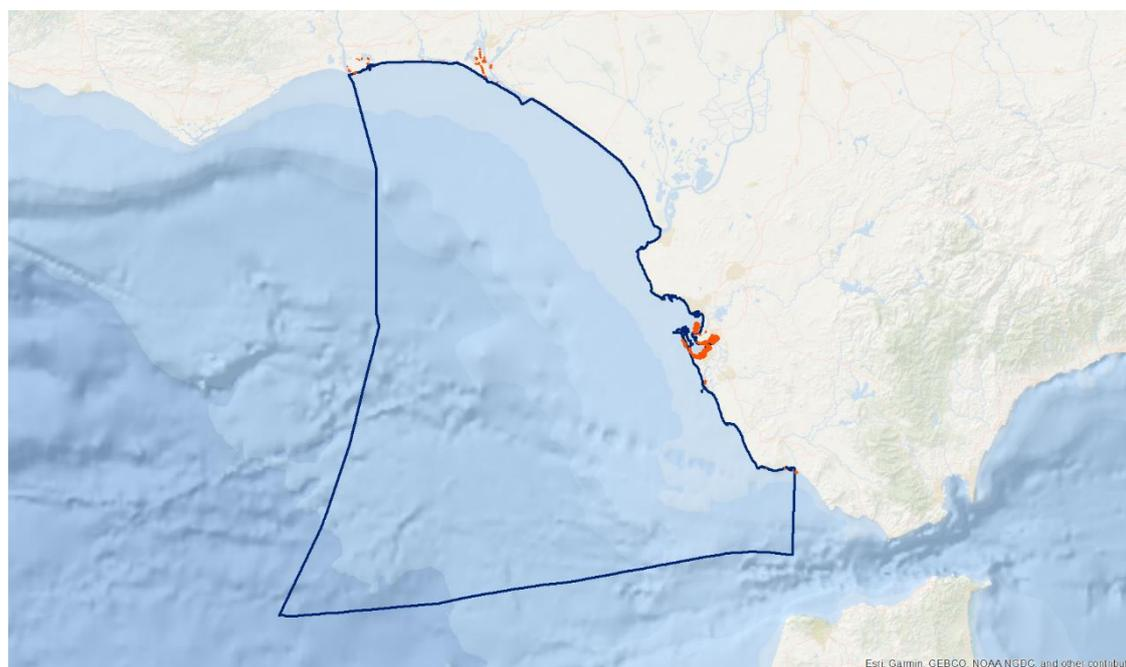 Esri, Garmin, GEBCO, NOAA NGDC, and other contribut